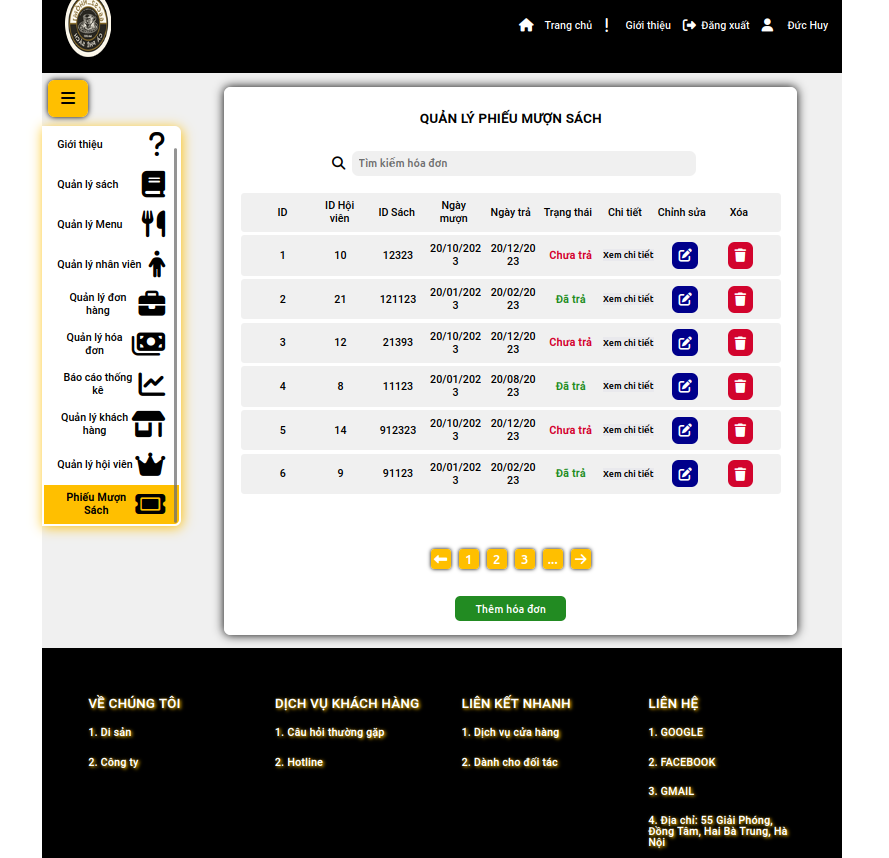 Trang chủ
Giới thiệu
Đăng xuất
Đức Huy
Giới thiệu
Quản lý sách
Quản lý Menu
Quản lý nhân viên
Quản lý đơn
hàng
Quản lý hóa
đơn
Báo cáo thống
kê
Quản lý khách
hàng
Quản lý hội viên
Phiếu Mượn
Sách
QUẢN LÝ PHIẾU MƯỢN SÁCH
Tìm kiếm hóa đơn
ID ID Hội viên ID Sách Ngày mượn Ngày trả Trạng thái Chi tiết Chỉnh sửa Xóa
1 10 12323 20/10/2023 20/12/2023 Chưa trả Xem chi tiết
2 21 121123 20/01/2023 20/02/2023 Đã trả Xem chi tiết
3 12 21393 20/10/2023 20/12/2023 Chưa trả Xem chi tiết
4 8 11123 20/01/2023 20/08/2023 Đã trả Xem chi tiết
5 14 912323 20/10/2023 20/12/2023 Chưa trả Xem chi tiết
6 9 91123 20/01/2023 20/02/2023 Đã trả Xem chi tiết
1 2 3 ...
Thêm hóa đơn
VỀ CHÚNG TÔI
1. Di sản
2. Công ty
DỊCH VỤ KHÁCH HÀNG
1. Câu hỏi thường gặp
2. Hotline
LIÊN KẾT NHANH
1. Dịch vụ cửa hàng
2. Dành cho đối tác
LIÊN HỆ
1. GOOGLE
2. FACEBOOK
3. GMAIL
4. Địa chỉ: 55 Giải Phóng,
Đồng Tâm, Hai Bà Trung, Hà
Nội